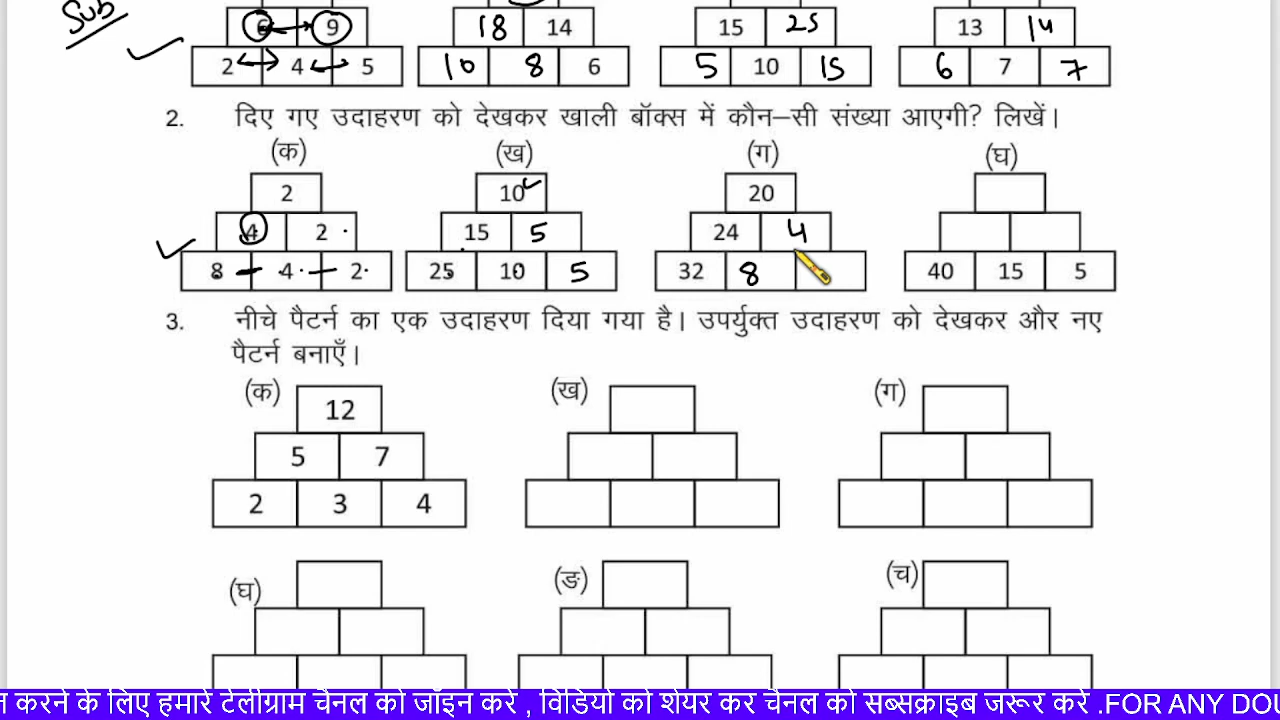 Sub
6 9 18 14 15 25 13 14
2 4 5 10 8 6 5 10 15 6 7 7
2. दिए गए उदाहरण को देखकर खाली बॉक्स में कौन–सी संख्या आएगी? लिखें।
(क) (ख) (ग) (घ)
2 10 20
4 2 15 5 24 4
8 4 2 25 10 5 32 8 40 15 5
3. नीचे पैटर्न का एक उदाहरण दिया गया है। उपर्युक्त उदाहरण को देखकर और नए
पैटर्न बनाएँ।
(क) (ख) (ग)
12
5 7
2 3 4
(घ) (ङ) (च)
न करने के लिए हमारे टेलीग्राम चैनल को जॉइन करे , विडियो को शेयर कर चैनल को सब्सक्राइब जरूर करे .FOR ANY DOU